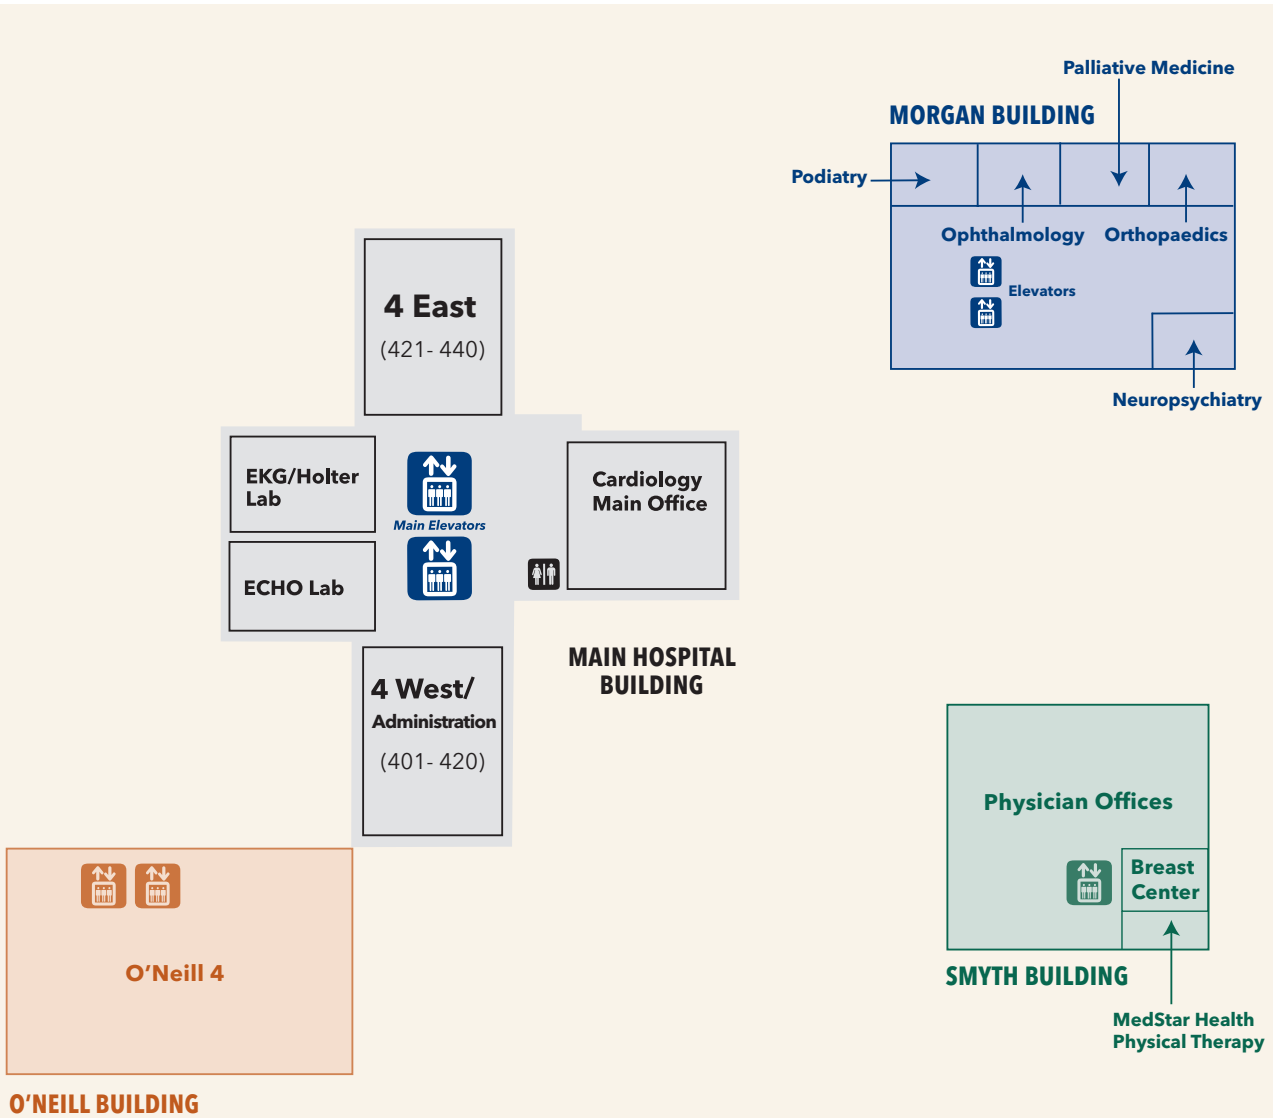 Palliative Medicine
MORGAN BUILDING
Podiatry
Ophthalmology
Orthopaedics
Elevators
Neuropsychiatry
4 East
(421- 440)
EKG/Holter
Lab
Main Elevators
Cardiology
Main Office
ECHO Lab
MAIN HOSPITAL
BUILDING
4 West/
Administration
(401- 420)
Physician Offices
Breast
Center
SMYTH BUILDING
MedStar Health
Physical Therapy
O'Neill 4
O'NEILL BUILDING